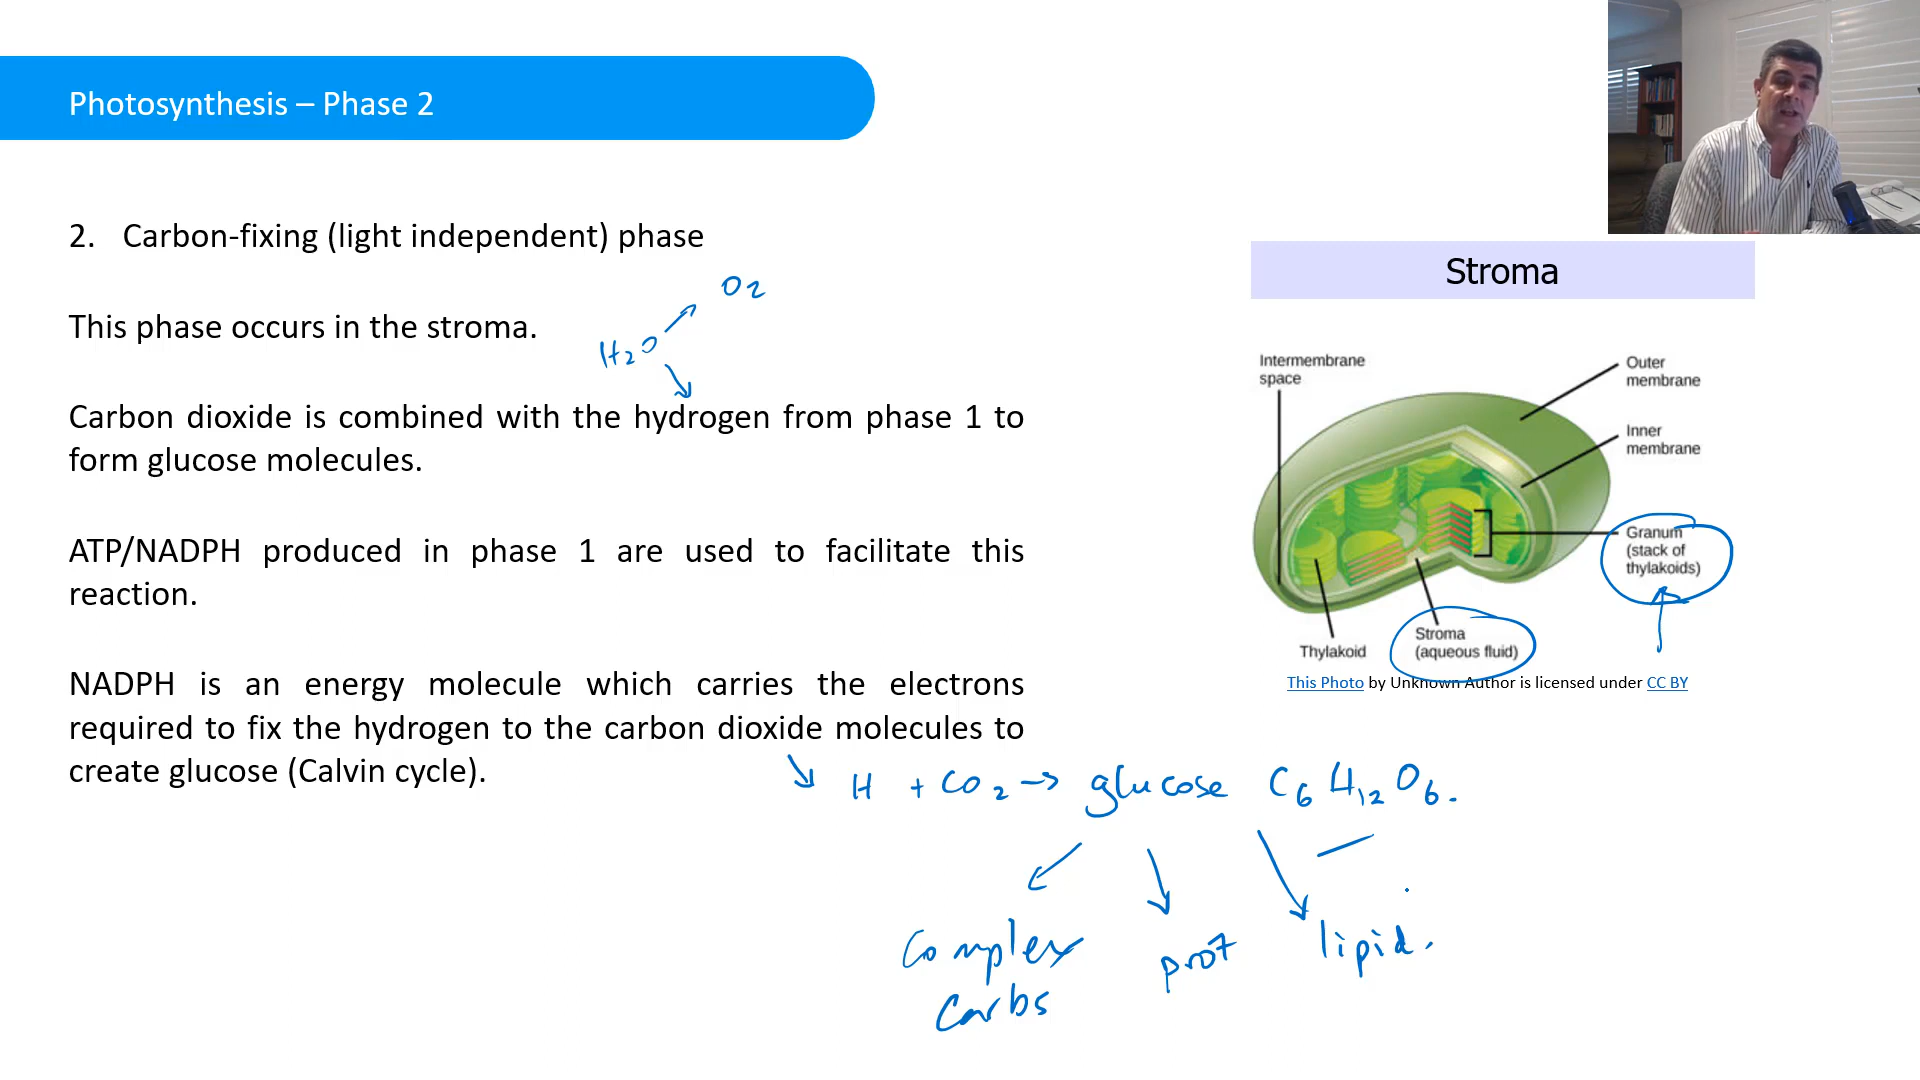 Photosynthesis – Phase 2
2. Carbon-fixing (light independent) phase
This phase occurs in the stroma.
H2O
O2
Carbon dioxide is combined with the hydrogen from phase 1 to
form glucose molecules.
ATP/NADPH produced in phase 1 are used to facilitate this
reaction.
NADPH is an energy molecule which carries the electrons
required to fix the hydrogen to the carbon dioxide molecules to
create glucose (Calvin cycle).
Stroma
Intermembrane
space
Outer
membrane
Inner
membrane
Granum
(stack of
thylakoids)
Stroma
(aqueous fluid)
Thylakoid
This Photo by Unknown Author is licensed under CC BY
H + CO2 → glucose C6H12O6.
Complex
Carbs
prot
lipid.